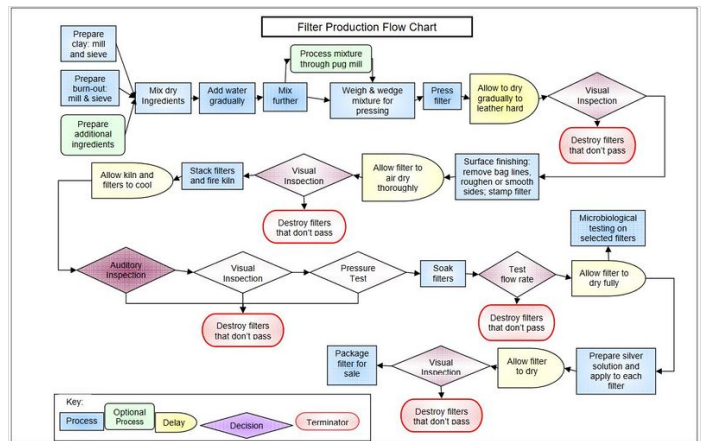 Filter Production Flow Chart
Prepare
clay: mill
and sieve
Prepare
burn-out:
mill & sieve
Prepare
additional
ingredients
Mix dry
Ingredients
Add water
gradually
Mix
further
Process mixture
through pug mill
Weigh & wedge
mixture for
pressing
Press
filter
Allow to dry
gradually to
leather hard
Visual
Inspection
Destroy filters
that don't pass
Surface finishing:
remove bag lines,
roughen or smooth
sides; stamp filter
Allow filter to
air dry
thoroughly
Visual
Inspection
Destroy filters
that don't pass
Stack filters
and fire kiln
Allow kiln and
filters to cool
Auditory
Inspection
Visual
Inspection
Pressure
Test
Destroy filters
that don't pass
Soak
filters
Test
flow rate
Destroy filters
that don't pass
Allow filter to
dry fully
Microbiological
testing on
selected filters
Prepare silver
solution and
apply to each
filter
Allow filter
to dry
Visual
Inspection
Destroy filters
that don't pass
Package
filter for
sale
Key:
Process
Optional
Process
Delay
Decision
Terminator